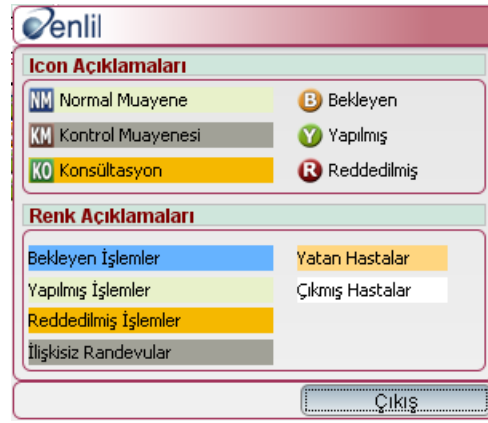 enlil
Icon Açıklamaları
NM Normal Muayene
B Bekleyen
KM Kontrol Muayenesi
Y Yapılmış
KO Konsültasyon
R Reddedilmiş
Renk Açıklamaları
Bekleyen İşlemler
Yatan Hastalar
Yapılmış İşlemler
Çıkmış Hastalar
Reddedilmiş İşlemler
İlişkisiz Randevular
Çıkış